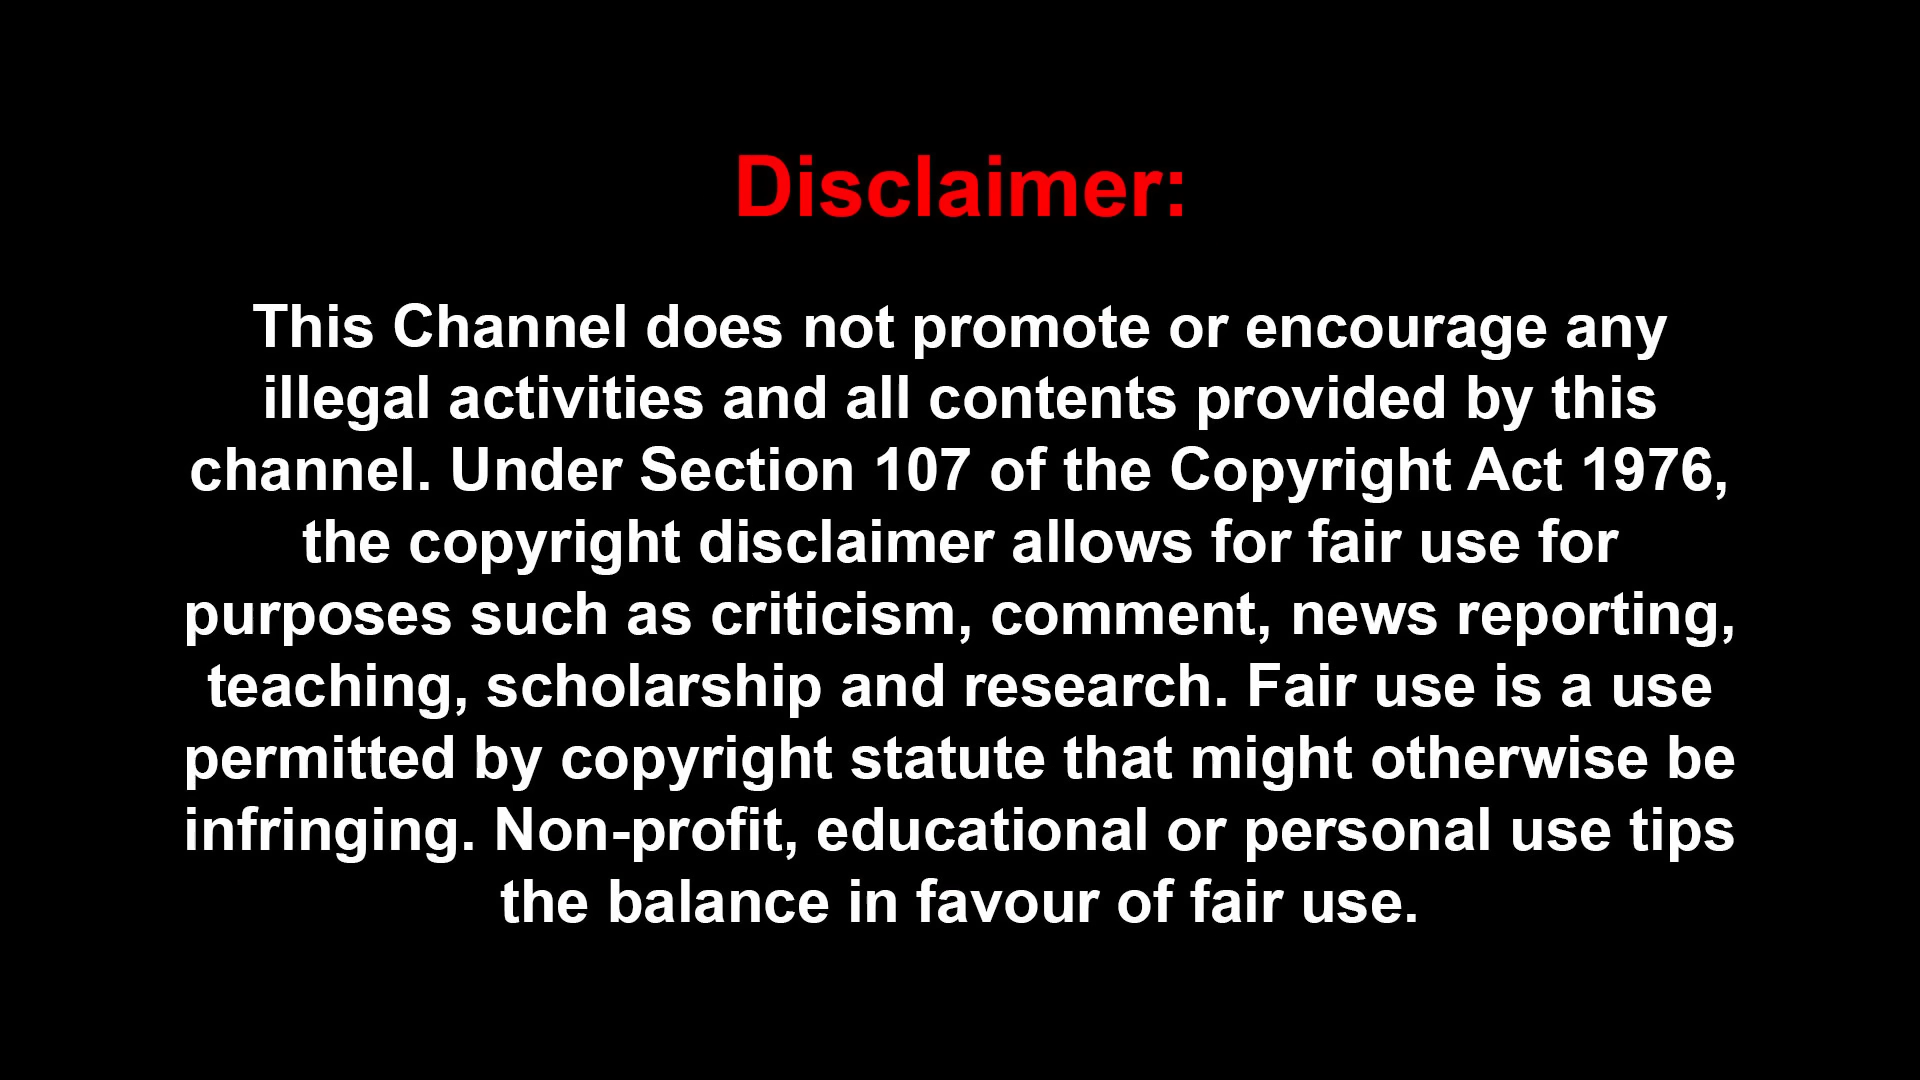 Disclaimer:
This Channel does not promote or encourage any
illegal activities and all contents provided by this
channel. Under Section 107 of the Copyright Act 1976,
the copyright disclaimer allows for fair use for
purposes such as criticism, comment, news reporting,
teaching, scholarship and research. Fair use is a use
permitted by copyright statute that might otherwise be
infringing. Non-profit, educational or personal use tips
the balance in favour of fair use.